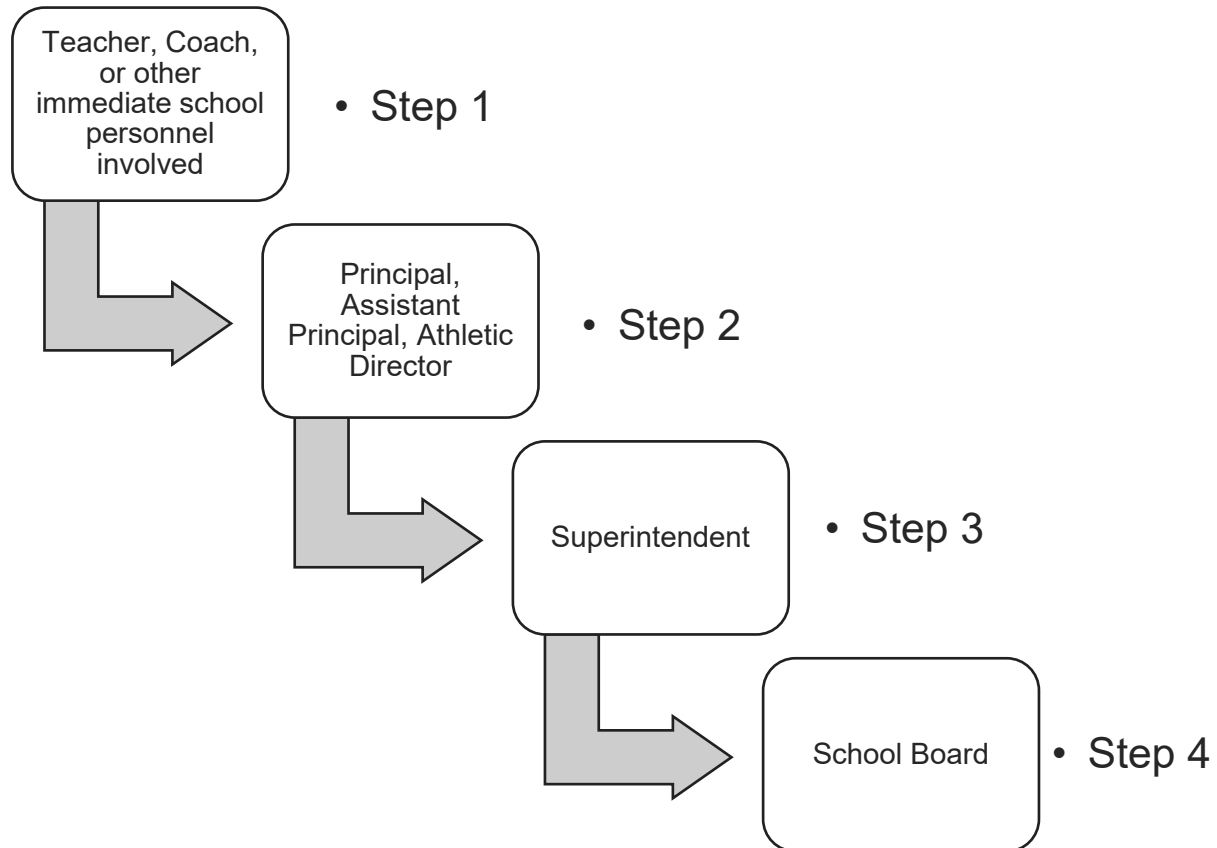 Teacher, Coach,
or other
immediate school
personnel
involved
• Step 1
Principal,
Assistant
Principal, Athletic
Director
• Step 2
Superintendent
• Step 3
School Board
• Step 4